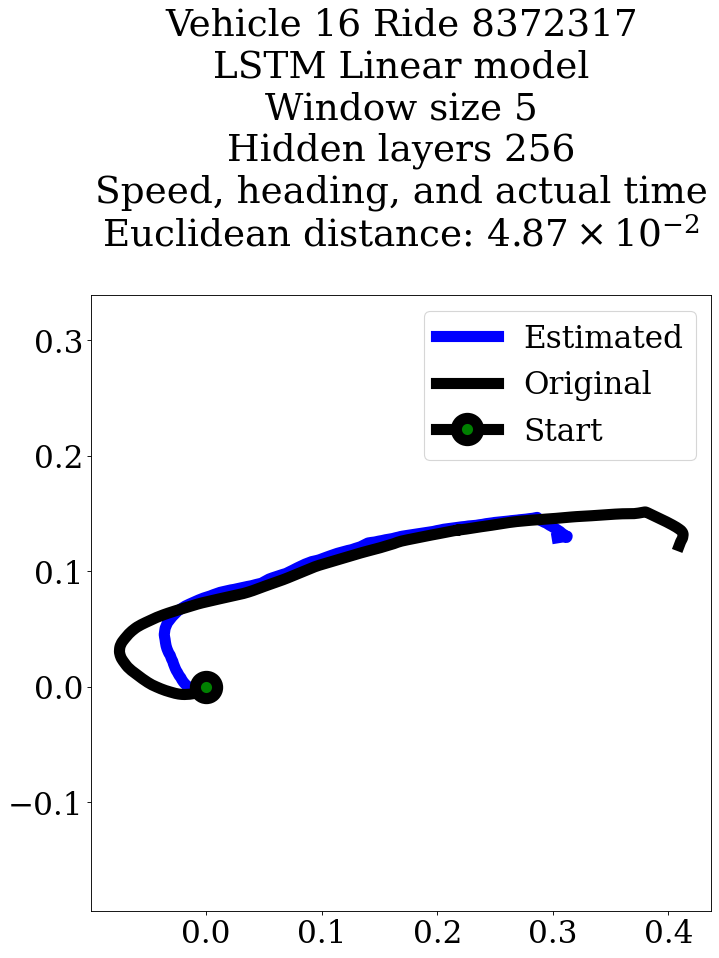 Vehicle 16 Ride 8372317
LSTM Linear model
Window size 5
Hidden layers 256
Speed, heading, and actual time
Euclidean distance: 4.87 × 10⁻²
Estimated
Original
Start
0.3
0.2
0.1
0.0
−0.1
0.0 0.1 0.2 0.3 0.4